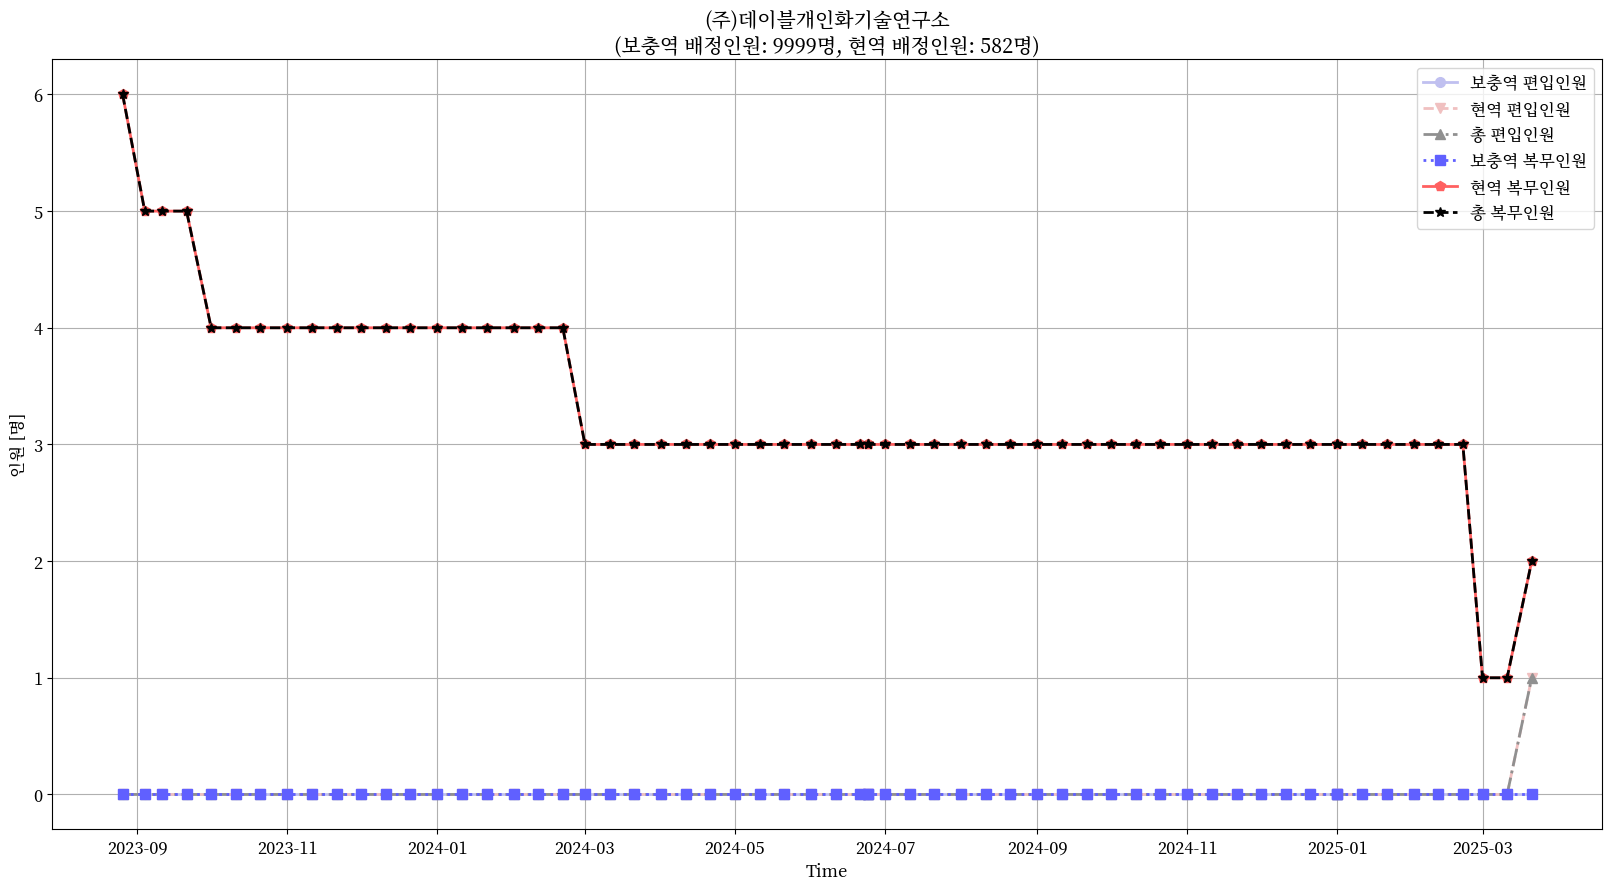 (주)데이블개인화기술연구소
(보충역 배정인원: 9999명, 현역 배정인원: 582명)
보충역 편입인원
현역 편입인원
총 편입인원
보충역 복무인원
현역 복무인원
총 복무인원
인원 [명]
6
5
4
3
2
1
0
2023-09 2023-11 2024-01 2024-03 2024-05 2024-07 2024-09 2024-11 2025-01 2025-03
Time